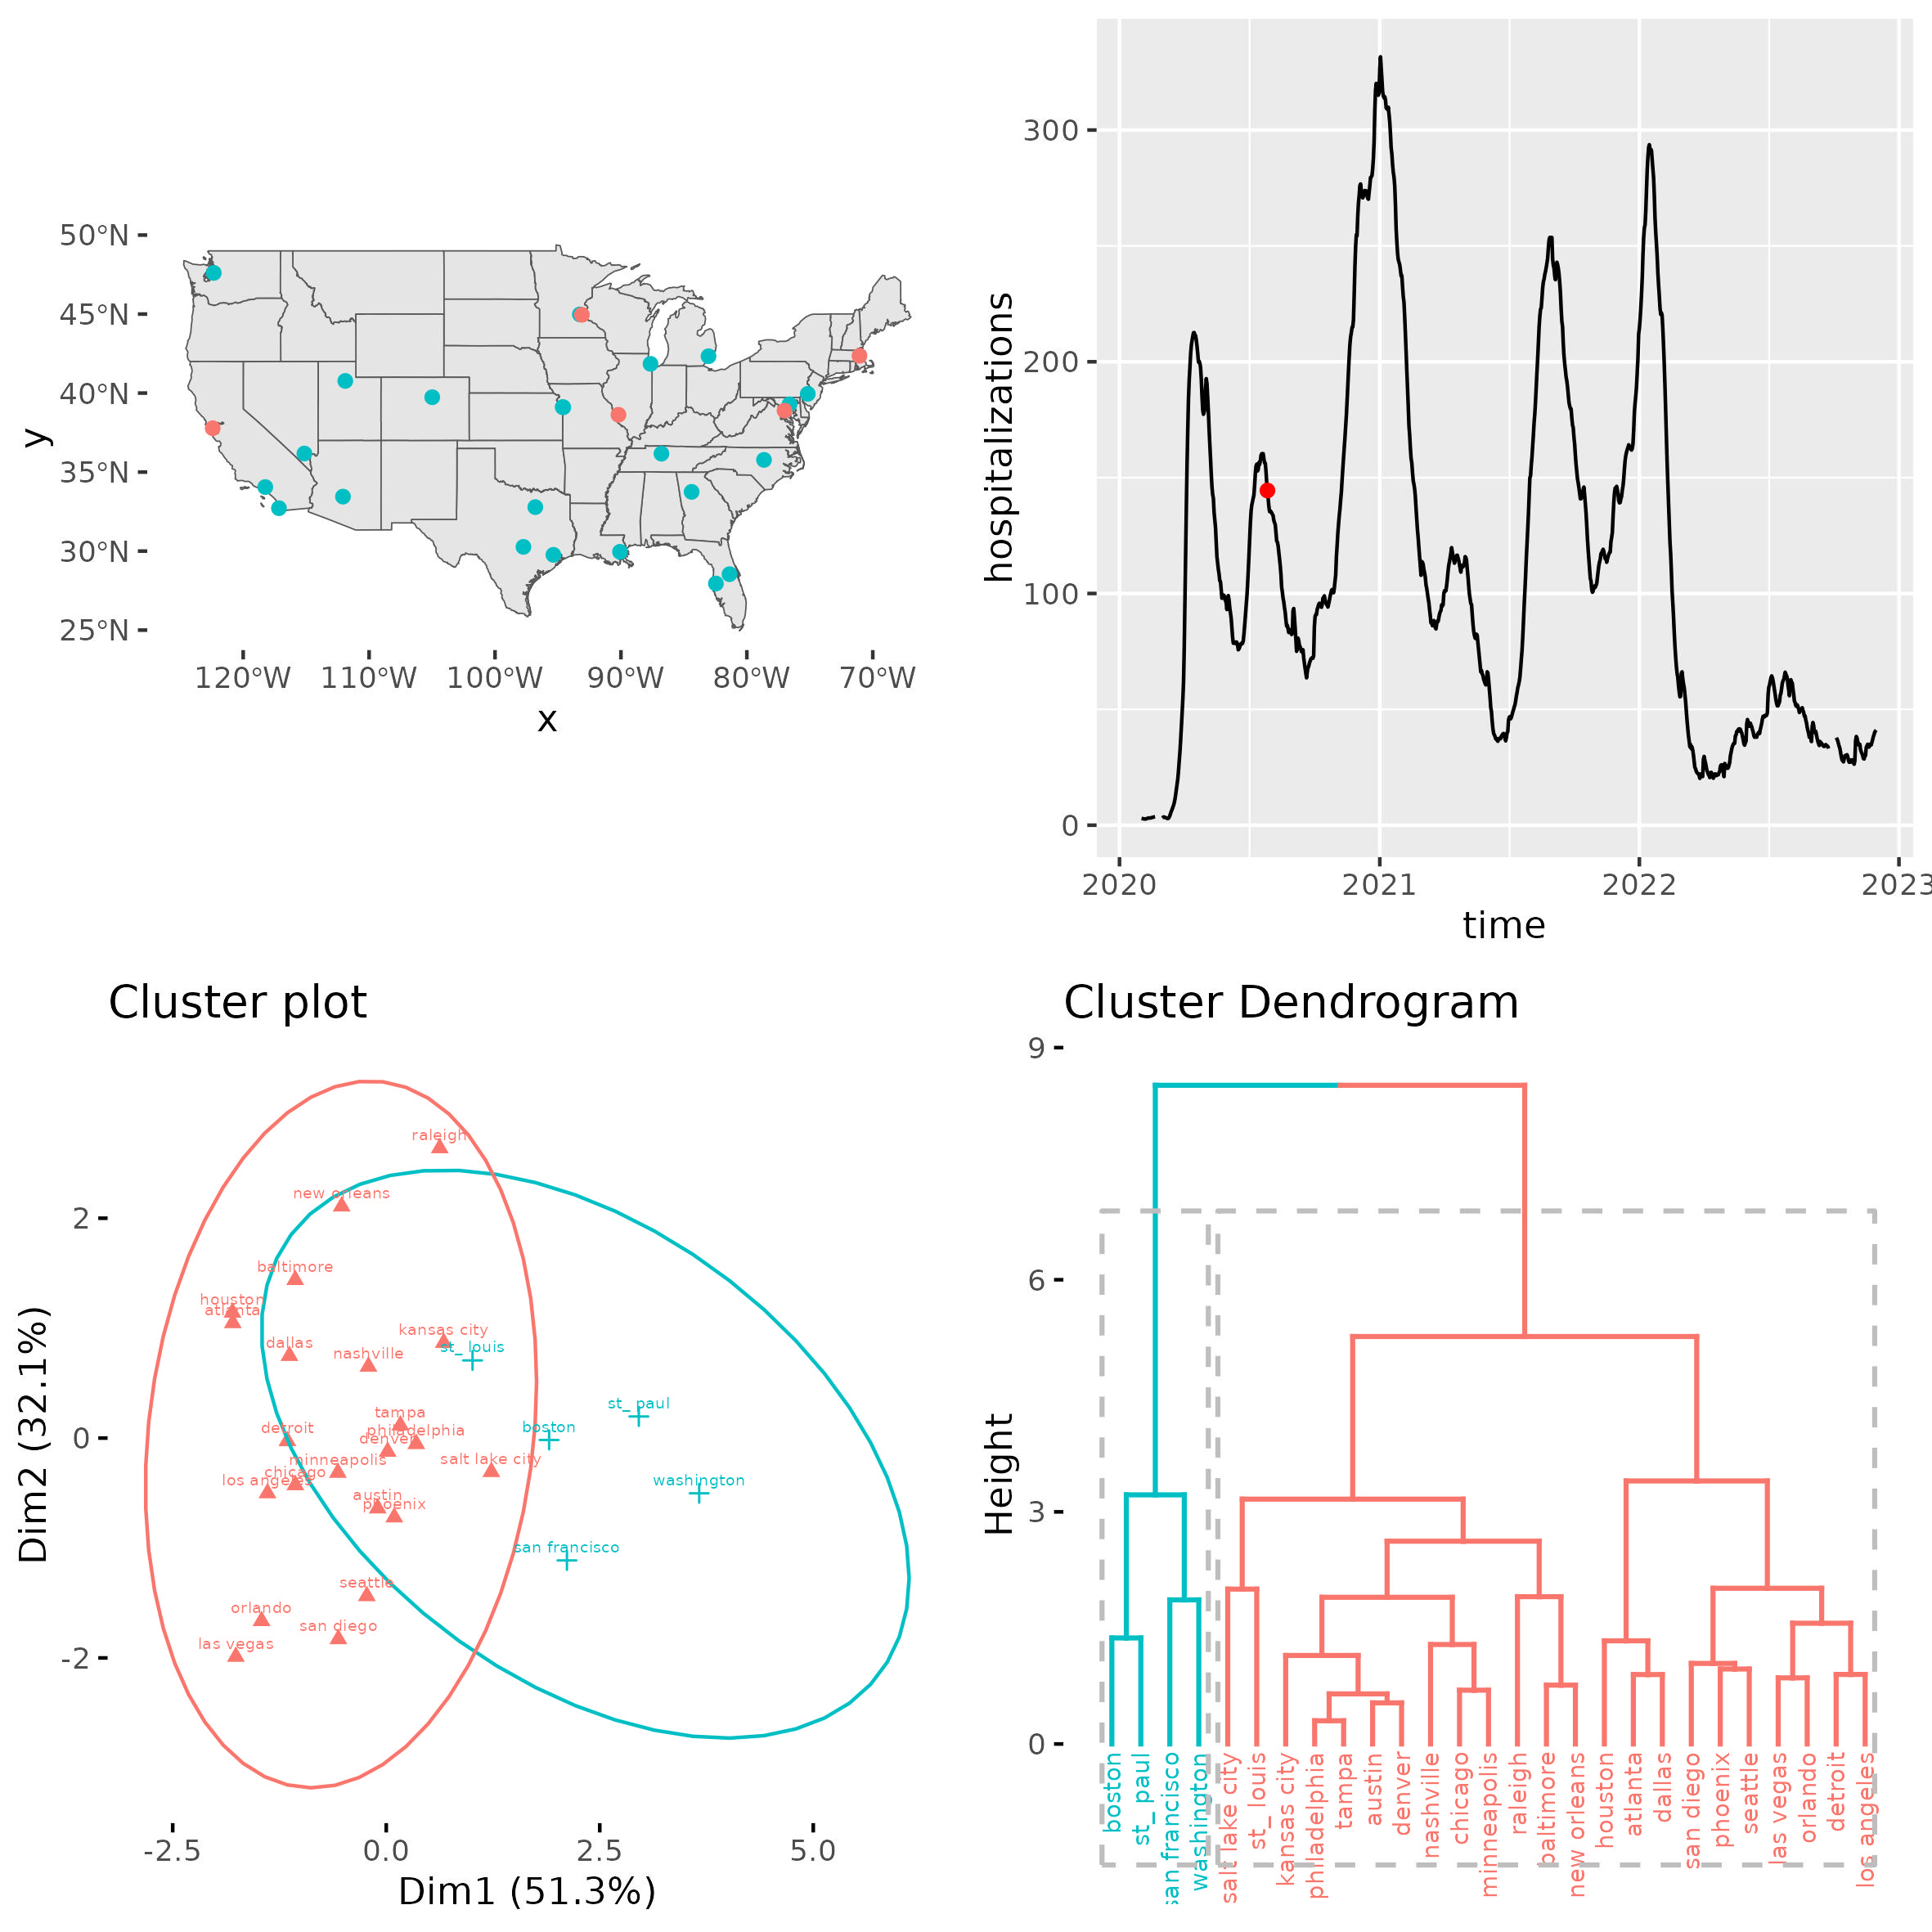 50°N
45°N
40°N
35°N
30°N
25°N
y
120°W 110°W 100°W 90°W 80°W 70°W
x
300
200
100
0
hospitalizations
2020 2021 2022 2023
time
Cluster plot
raleigh
new orleans
baltimore
houston
atlanta
kansas city
dallas
st_louis
nashville
st_paul
tampa
boston
detroit
philadelphia
denver
salt lake city
minneapolis
chicago
los angeles
washington
austin
phoenix
san francisco
seattle
orlando
san diego
las vegas
2
0
-2
Dim2 (32.1%)
-2.5 0.0 2.5 5.0
Dim1 (51.3%)
Cluster Dendrogram
9
6
3
0
Height
boston
st_paul
san francisco
washington
salt lake city
st_louis
kansas city
philadelphia
tampa
austin
denver
nashville
chicago
minneapolis
raleigh
baltimore
new orleans
houston
atlanta
dallas
san diego
phoenix
seattle
las vegas
orlando
detroit
los angeles